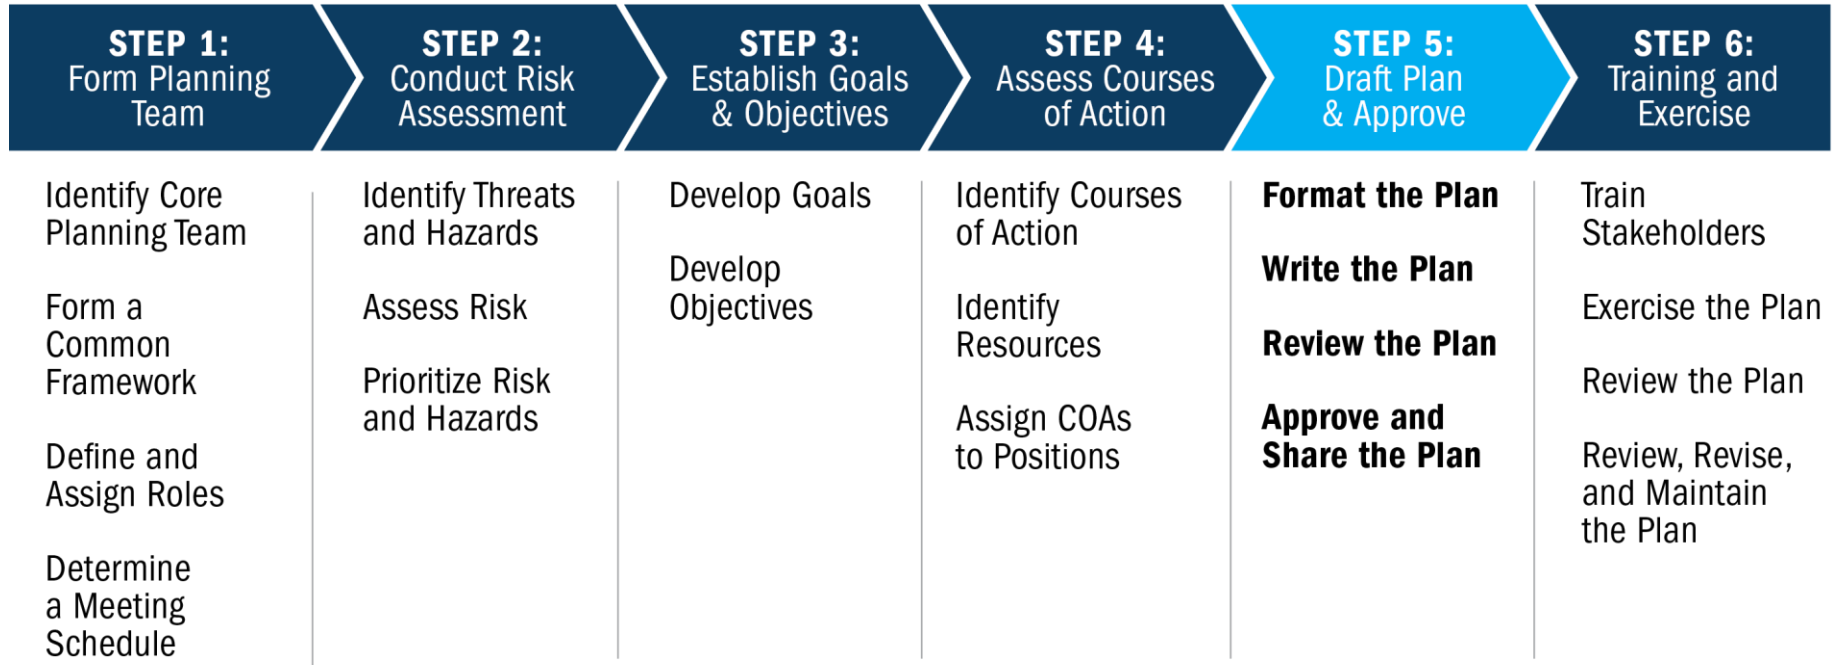 STEP 1:
Form Planning
Team
STEP 2:
Conduct Risk
Assessment
STEP 3:
Establish Goals
& Objectives
STEP 4:
Assess Courses
of Action
STEP 5:
Draft Plan
& Approve
STEP 6:
Training and
Exercise
Identify Core
Planning Team
Form a
Common
Framework
Define and
Assign Roles
Determine
a Meeting
Schedule
Identify Threats
and Hazards
Assess Risk
Prioritize Risk
and Hazards
Develop Goals
Develop
Objectives
Identify Courses
of Action
Identify
Resources
Assign COAs
to Positions
Format the Plan
Write the Plan
Review the Plan
Approve and
Share the Plan
Train
Stakeholders
Exercise the Plan
Review the Plan
Review, Revise,
and Maintain
the Plan